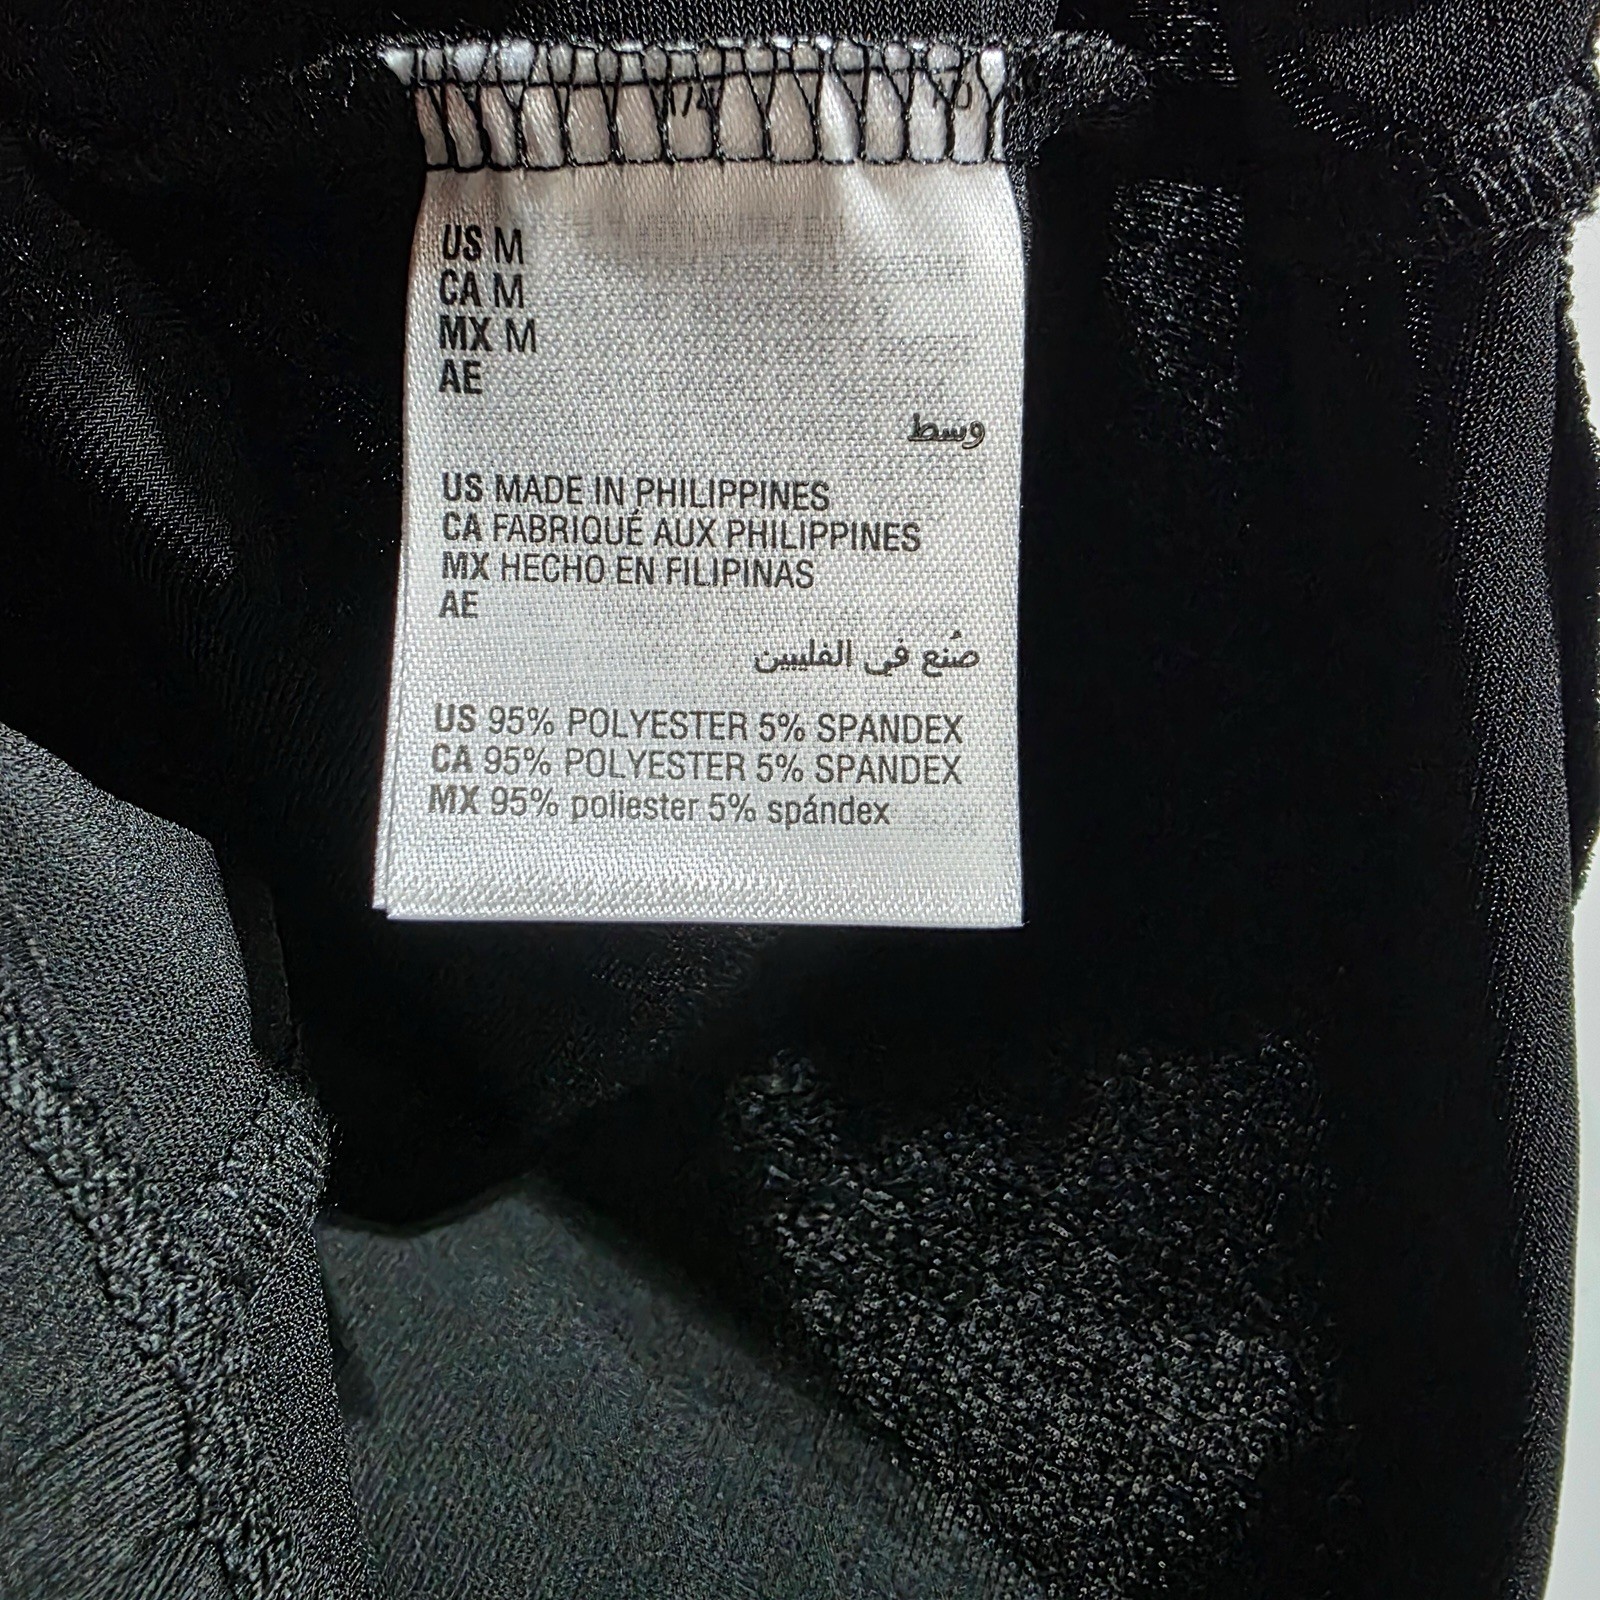 US M
CA M
MX M
AE
وسط
US MADE IN PHILIPPINES
CA FABRIQUÉ AUX PHILIPPINES
MX HECHO EN FILIPINAS
AE
صُنع في الفليبين
US 95% POLYESTER 5% SPANDEX
CA 95% POLYESTER 5% SPANDEX
MX 95% poliester 5% spándex